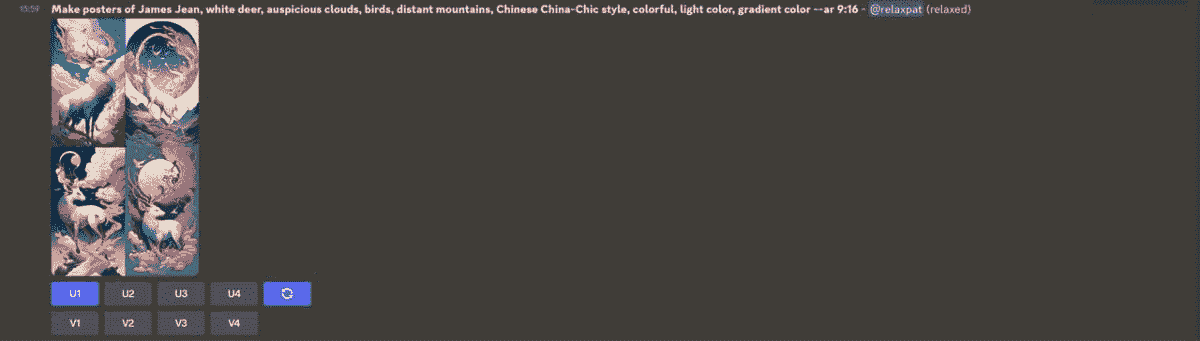 15:59 Make posters of James Jean, white deer, auspicious clouds, birds, distant mountains, Chinese China-Chic style, colorful, light color, gradient color --ar 9:16 - @relaxpat (relaxed)
U1 U2 U3 U4
V1 V2 V3 V4